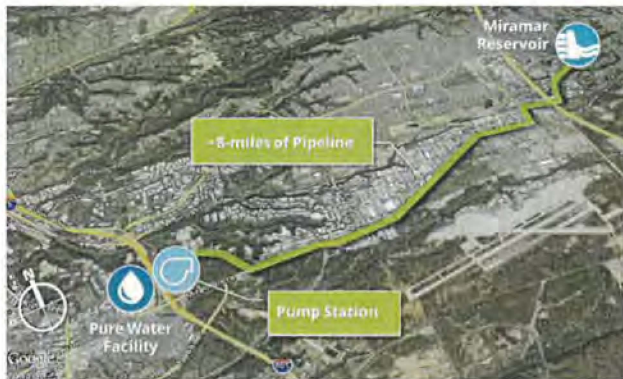 Miramar
Reservoir
~8-miles of Pipeline
N
Pump Station
Pure Water
Facility
Google